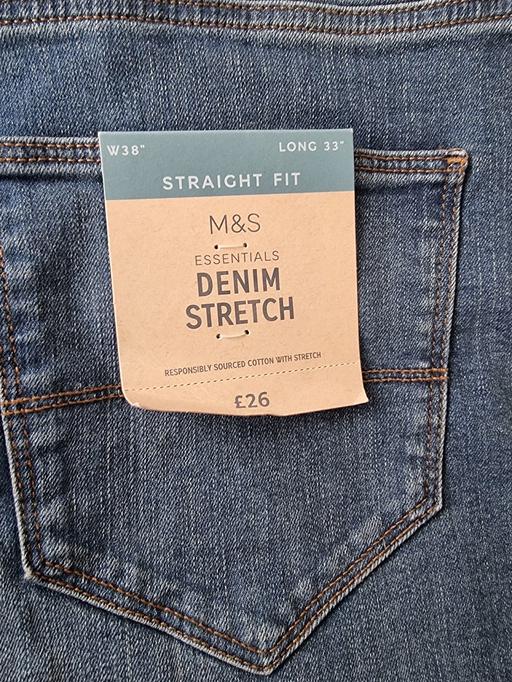 W38" LONG 33"
STRAIGHT FIT
M&S
ESSENTIALS
DENIM
STRETCH
RESPONSIBLY SOURCED COTTON WITH STRETCH
£26